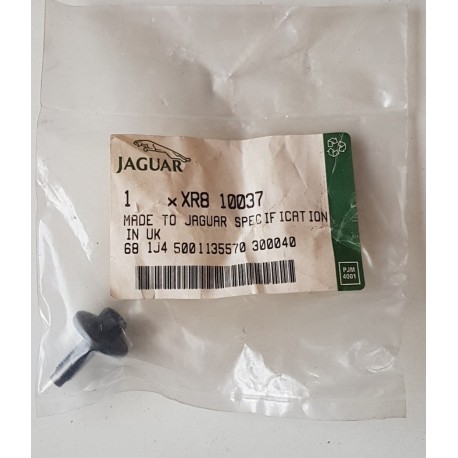 JAGUAR
1 × XR8 10037
MADE TO JAGUAR SPECIFICATION
IN UK
68 1J4 5001135570 300040
PJM
4001